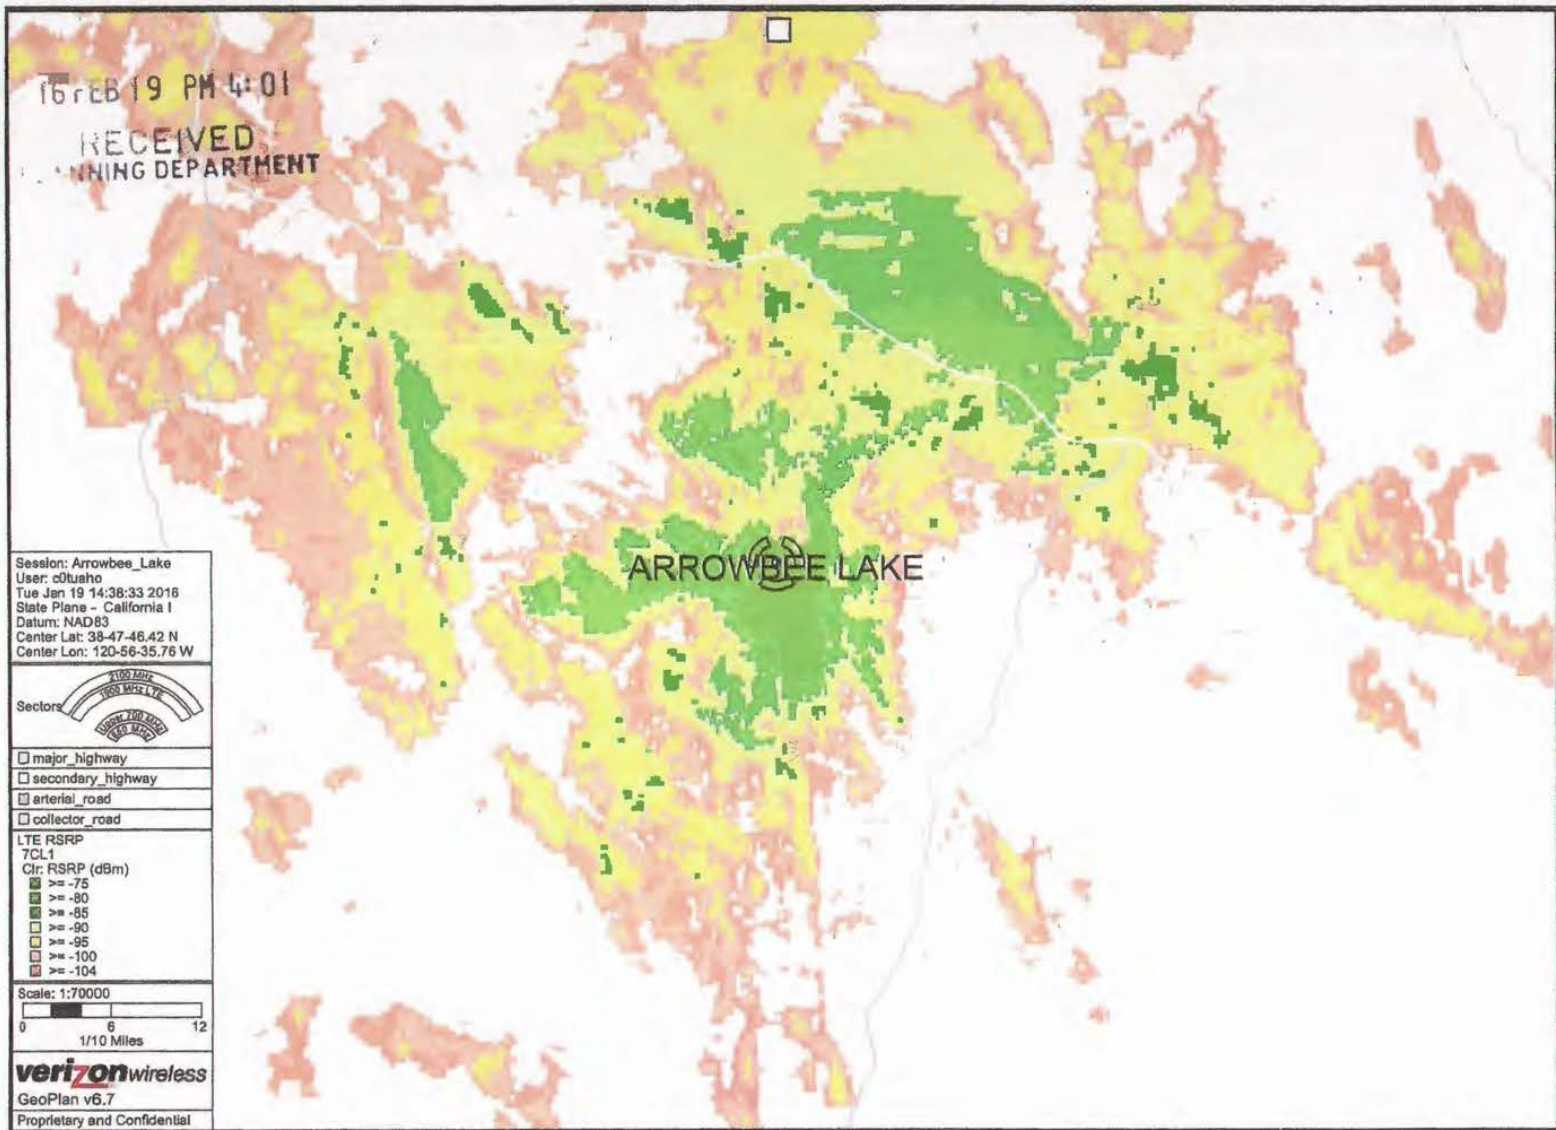 16 FEB 19 PM 4:01
RECEIVED
NNING DEPARTMENT
ARROWBEE LAKE
Session: Arrowbee_Lake
User: c0tuaho
Tue Jan 19 14:38:33 2016
State Plane - California I
Datum: NAD83
Center Lat: 38-47-46.42 N
Center Lon: 120-56-35.76 W
2100 MHz
1900 MHz LTE
Sectors
Upper 700 MHz
850 MHz
major_highway
secondary_highway
arterial_road
collector_road
LTE RSRP
7CL1
Clr: RSRP (dBm)
>= -75
>= -80
>= -85
>= -90
>= -95
>= -100
>= -104
Scale: 1:70000
0 6 12
1/10 Miles
verizonwireless
GeoPlan v6.7
Proprietary and Confidential